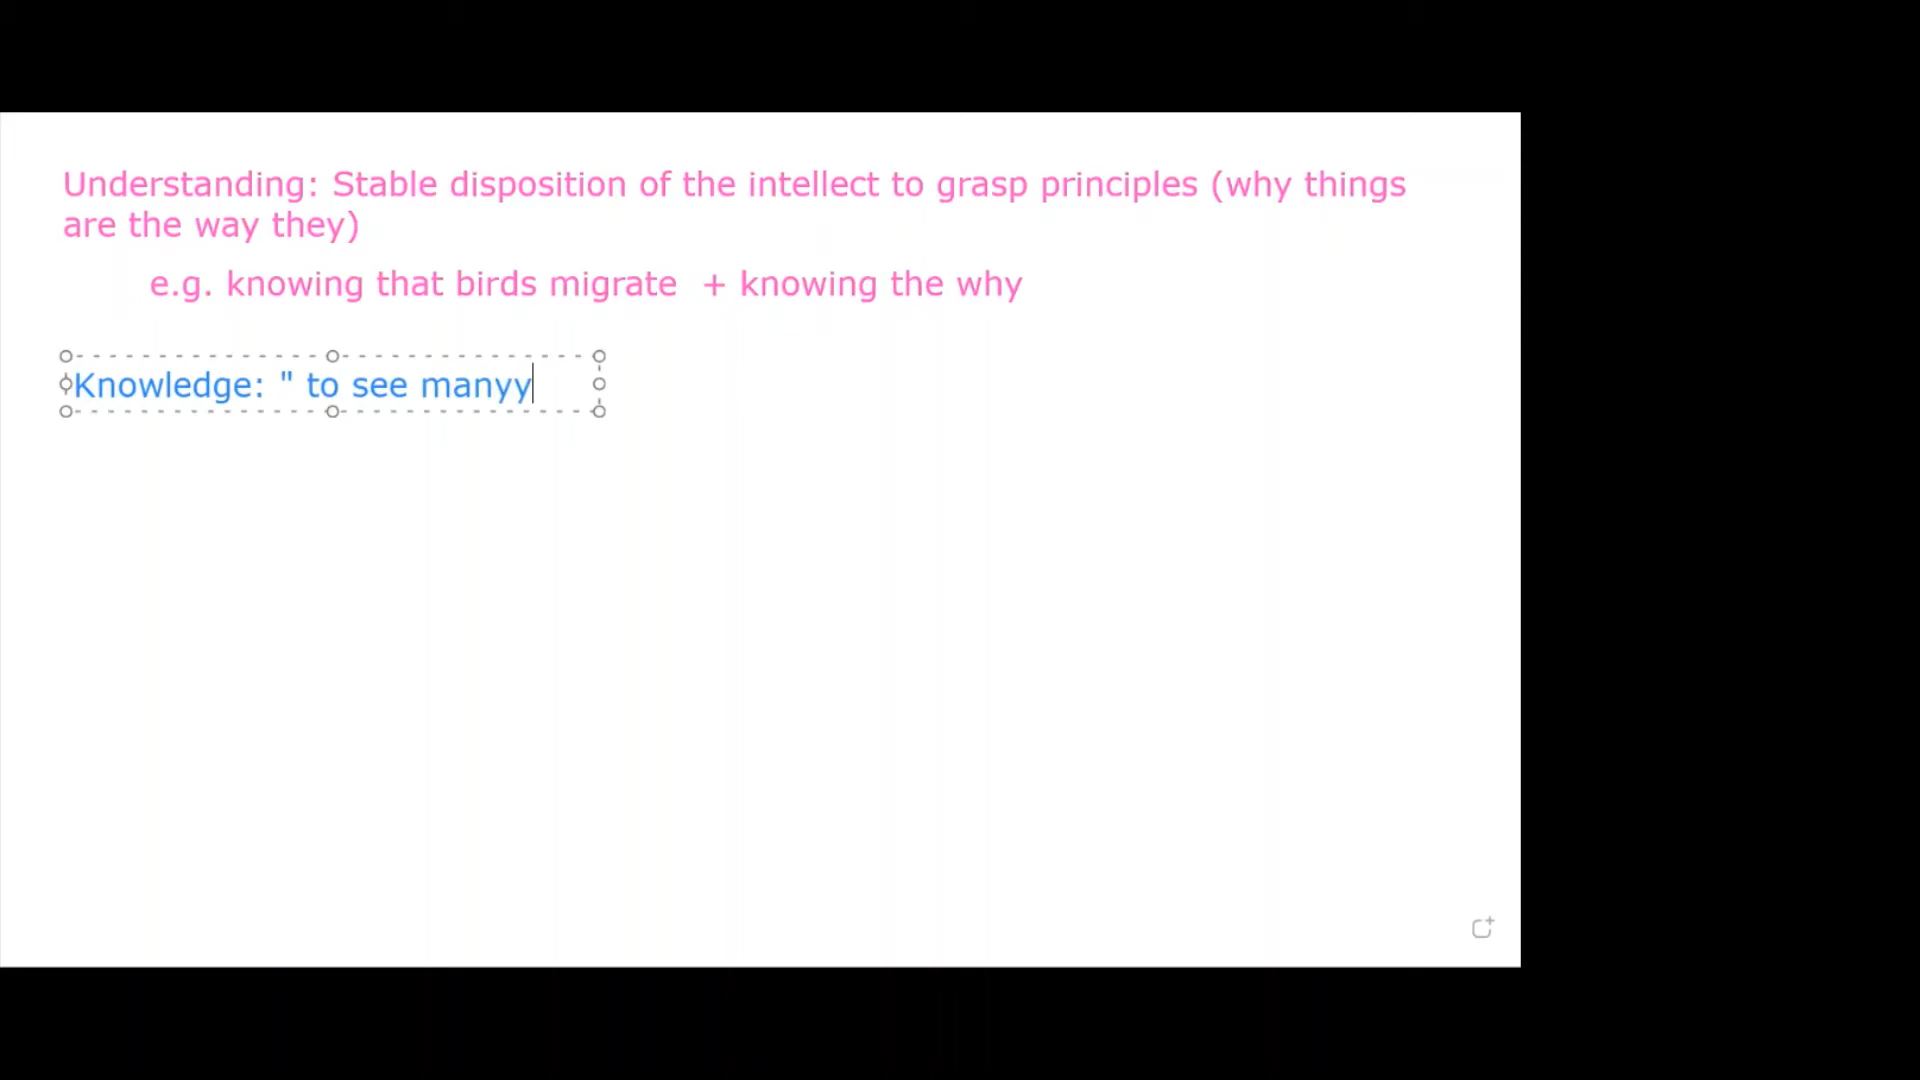 Understanding: Stable disposition of the intellect to grasp principles (why things
are the way they)
e.g. knowing that birds migrate  + knowing the why
Knowledge: " to see manyy